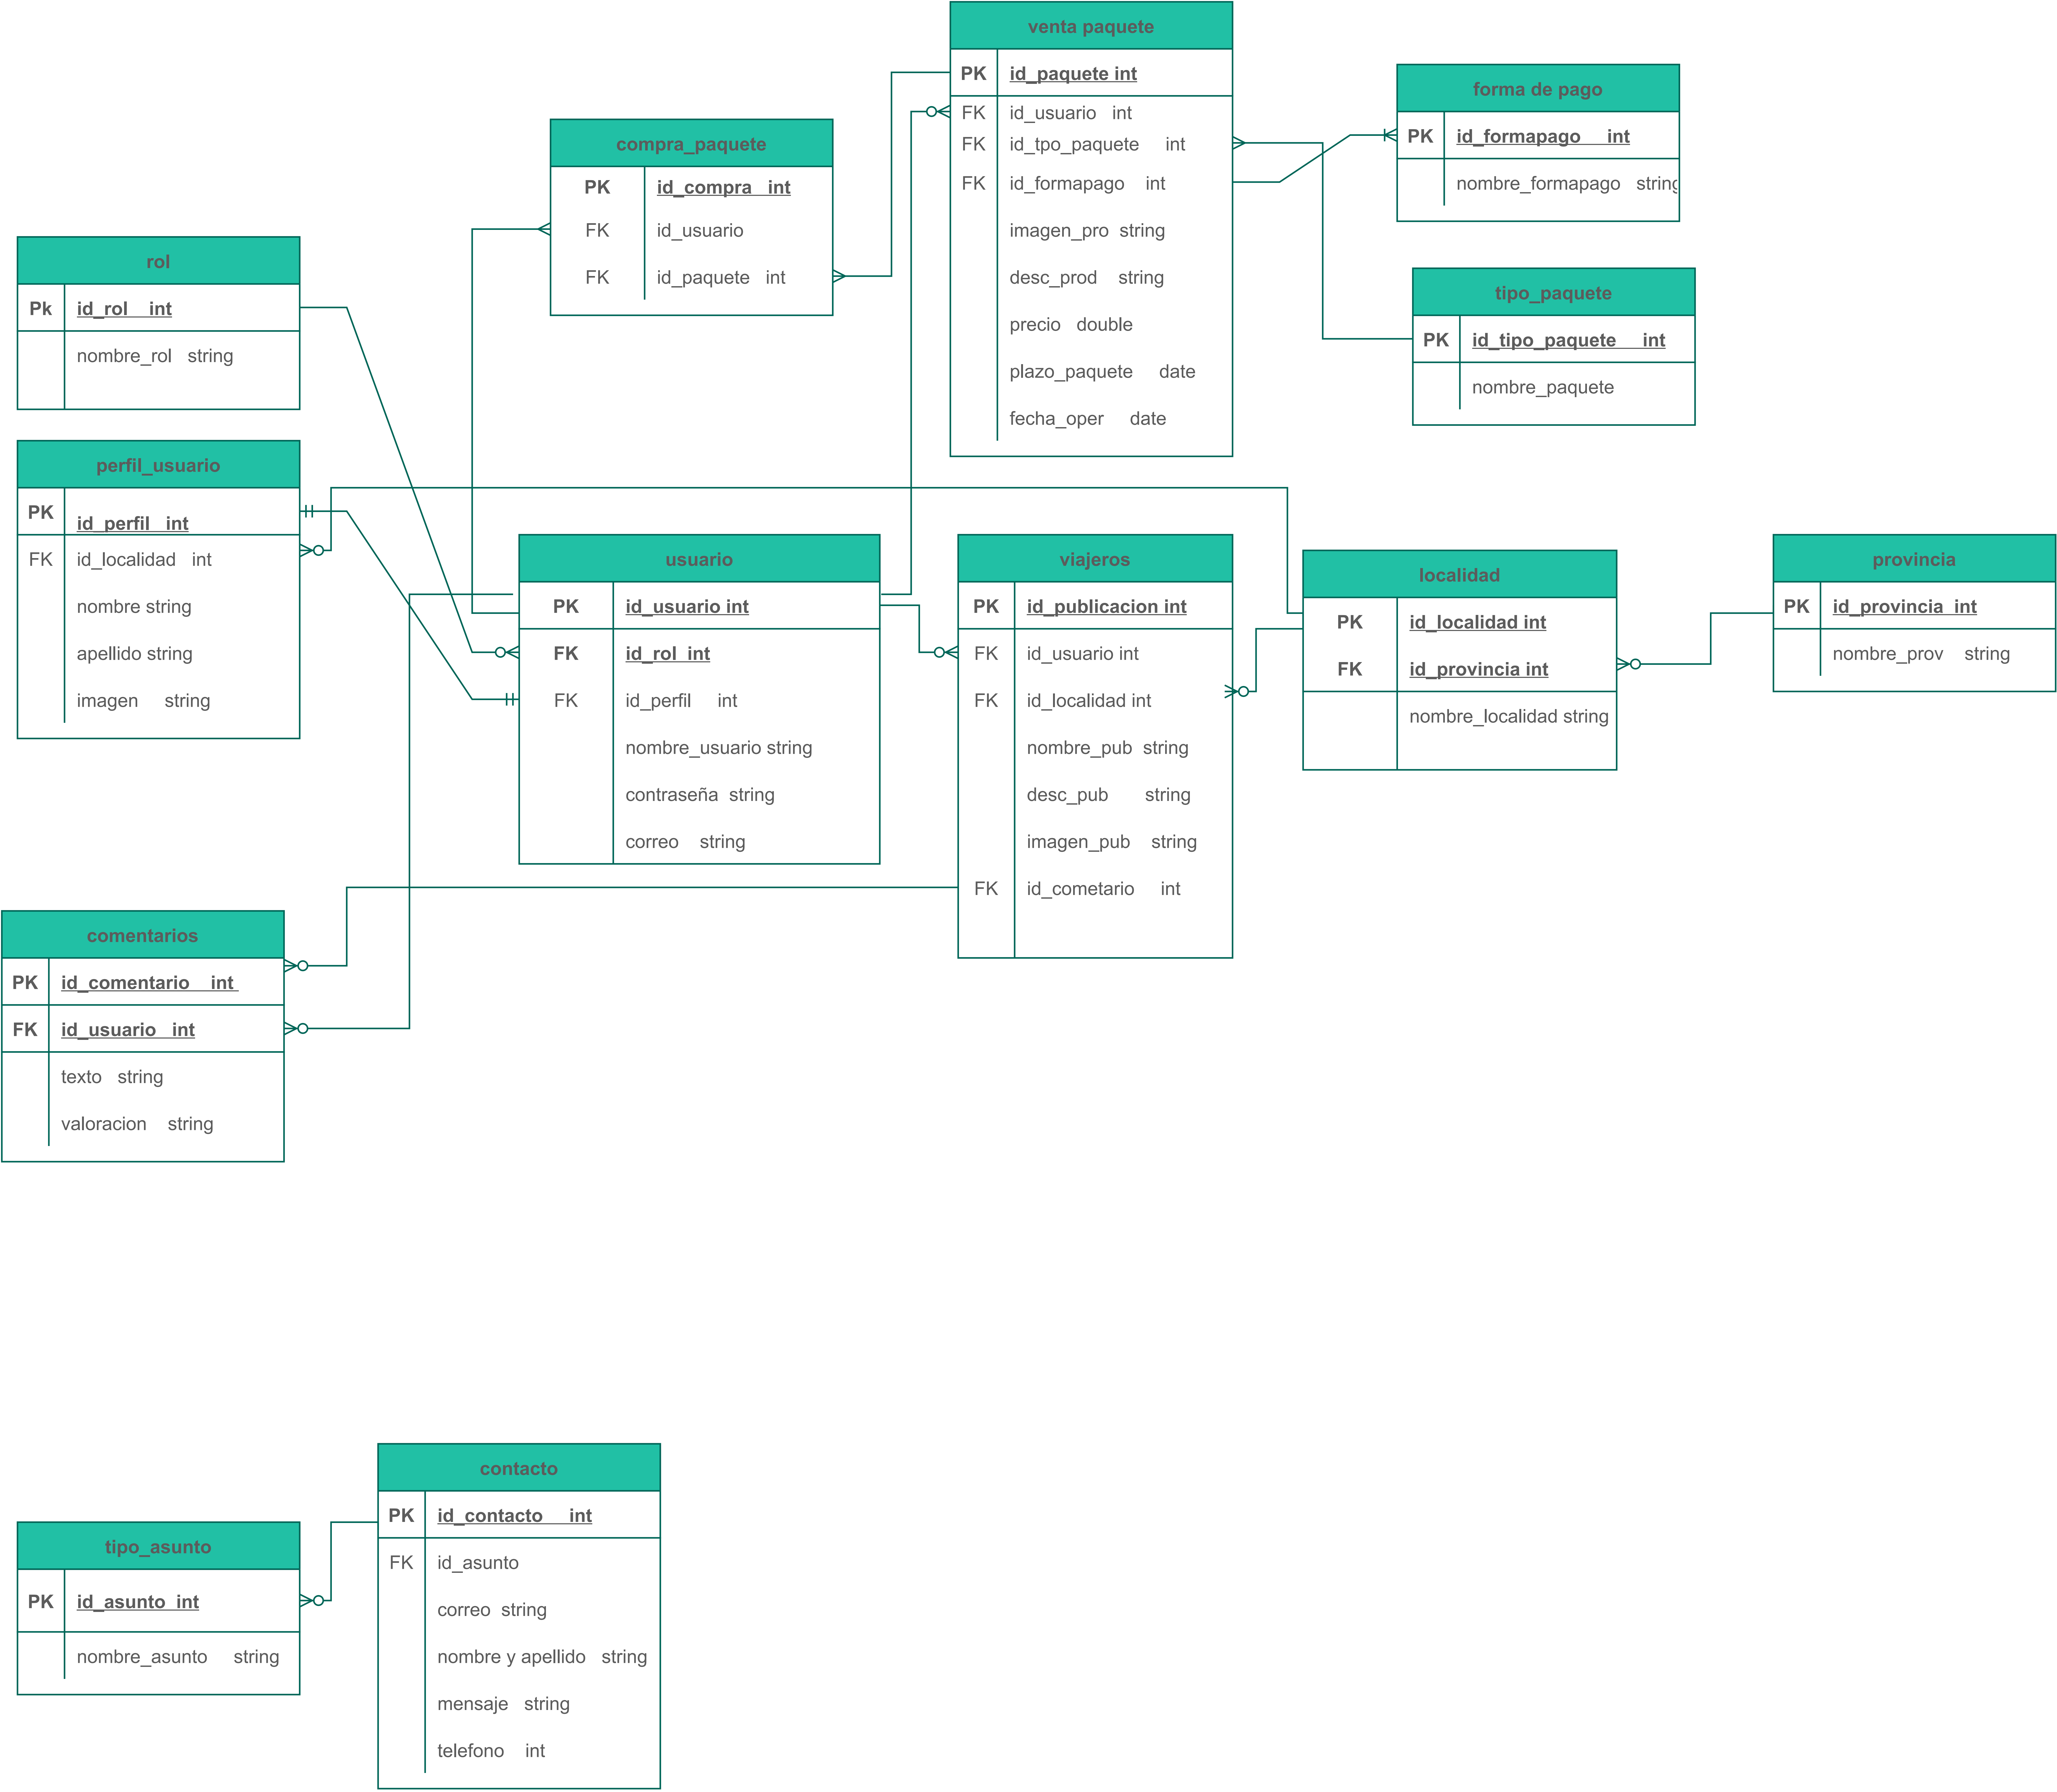 venta paquete
PK id_paquete int
FK id_usuario int
FK id_tpo_paquete int
FK id_formapago int
imagen_pro string
desc_prod string
precio double
plazo_paquete date
fecha_oper date
forma de pago
PK id_formapago int
nombre_formapago string
compra_paquete
PK id_compra int
FK id_usuario
FK id_paquete int
rol
Pk id_rol int
nombre_rol string
tipo_paquete
PK id_tipo_paquete int
nombre_paquete
perfil_usuario
PK id_perfil int
FK id_localidad int
nombre string
apellido string
imagen string
usuario
PK id_usuario int
FK id_rol int
FK id_perfil int
nombre_usuario string
contraseña string
correo string
viajeros
PK id_publicacion int
FK id_usuario int
FK id_localidad int
nombre_pub string
desc_pub string
imagen_pub string
FK id_cometario int
localidad
PK id_localidad int
FK id_provincia int
nombre_localidad string
provincia
PK id_provincia int
nombre_prov string
comentarios
PK id_comentario int
FK id_usuario int
texto string
valoracion string
contacto
PK id_contacto int
FK id_asunto
correo string
nombre y apellido string
mensaje string
telefono int
tipo_asunto
PK id_asunto int
nombre_asunto string